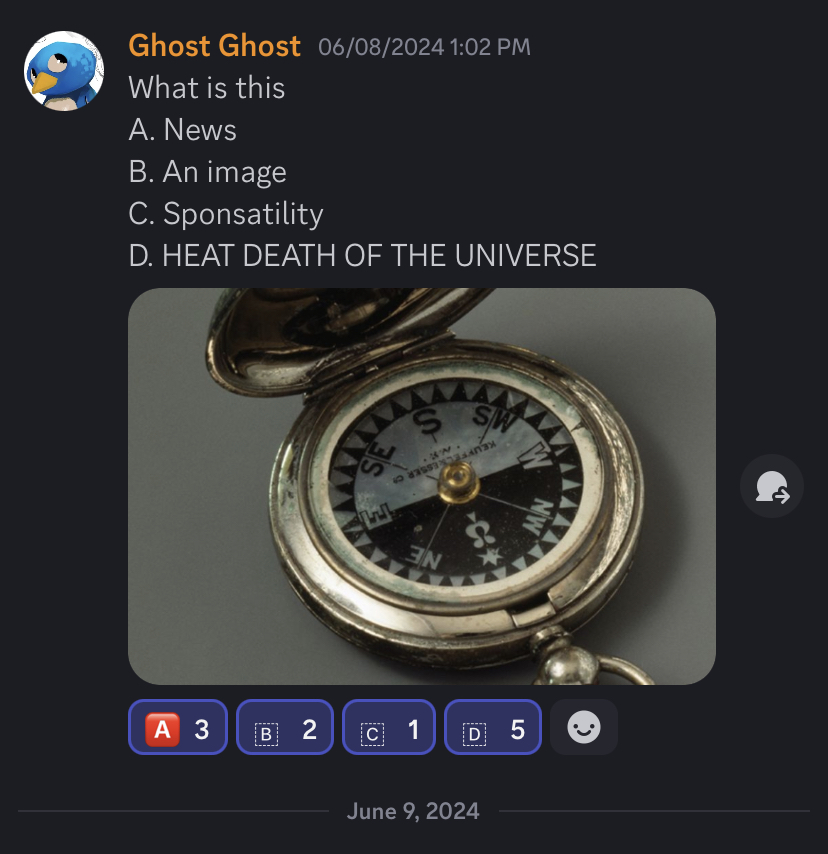 Ghost Ghost 06/08/2024 1:02 PM
What is this
A. News
B. An image
C. Sponsatility
D. HEAT DEATH OF THE UNIVERSE
S
SW
SE
W
KEUFFEL & ESSER Co
N.Y.
E
NW
NE
A 3
B 2
C 1
D 5
June 9, 2024